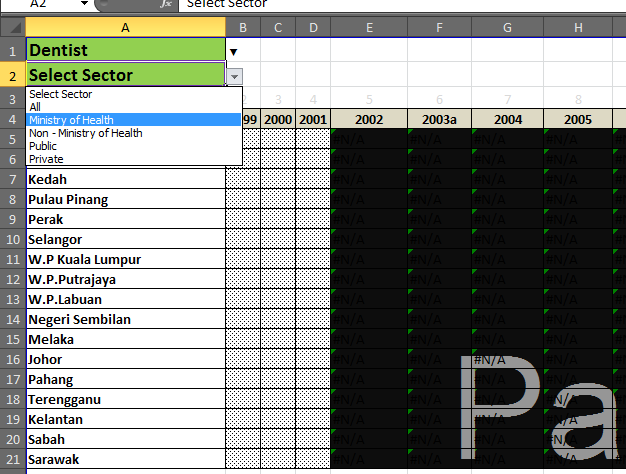 A2 fx Select Sector
A B C D E F G H
1 Dentist ▼
2 Select Sector
Select Sector
All
Ministry of Health
Non - Ministry of Health
Public
Private
3 2 3 4 5 6 7 8
4 99 2000 2001 2002 2003a 2004 2005
5 #N/A #N/A #N/A #N/A
6 #N/A #N/A #N/A #N/A
7 Kedah #N/A #N/A #N/A #N/A
8 Pulau Pinang #N/A #N/A #N/A #N/A
9 Perak #N/A #N/A #N/A #N/A
10 Selangor #N/A #N/A #N/A #N/A
11 W.P Kuala Lumpur #N/A #N/A #N/A #N/A
12 W.P.Putrajaya #N/A #N/A #N/A #N/A
13 W.P.Labuan #N/A #N/A #N/A #N/A
14 Negeri Sembilan #N/A #N/A #N/A #N/A
15 Melaka #N/A #N/A #N/A #N/A
16 Johor #N/A #N/A #N/A #N/A
17 Pahang #N/A #N/A #N/A #N/A
18 Terengganu #N/A #N/A #N/A #N/A
19 Kelantan #N/A #N/A #N/A #N/A
20 Sabah #N/A #N/A #N/A #N/A
21 Sarawak #N/A #N/A #N/A #N/A
Pa